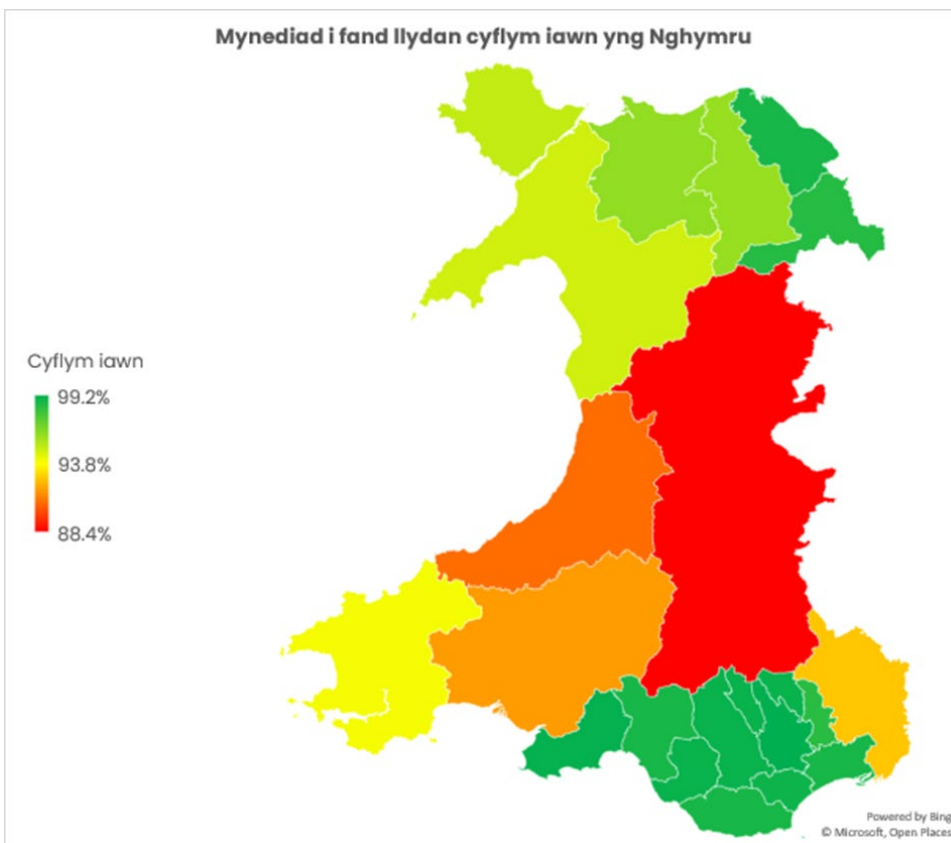 Mynediad i fand llydan cyflym iawn yng Nghymru
Cyflym iawn
99.2%
93.8%
88.4%
Powered by Bing
© Microsoft, Open Places